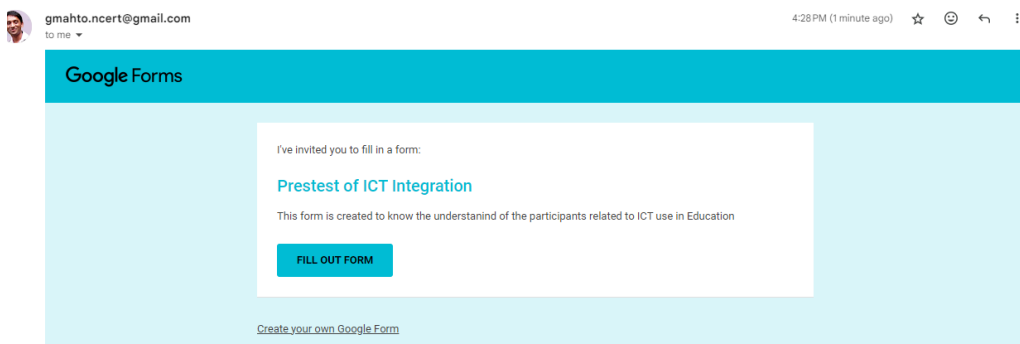 gmahto.ncert@gmail.com
4:28 PM (1 minute ago)
to me
Google Forms
I've invited you to fill in a form:
Prestest of ICT Integration
This form is created to know the understanind of the participants related to ICT use in Education
FILL OUT FORM
Create your own Google Form